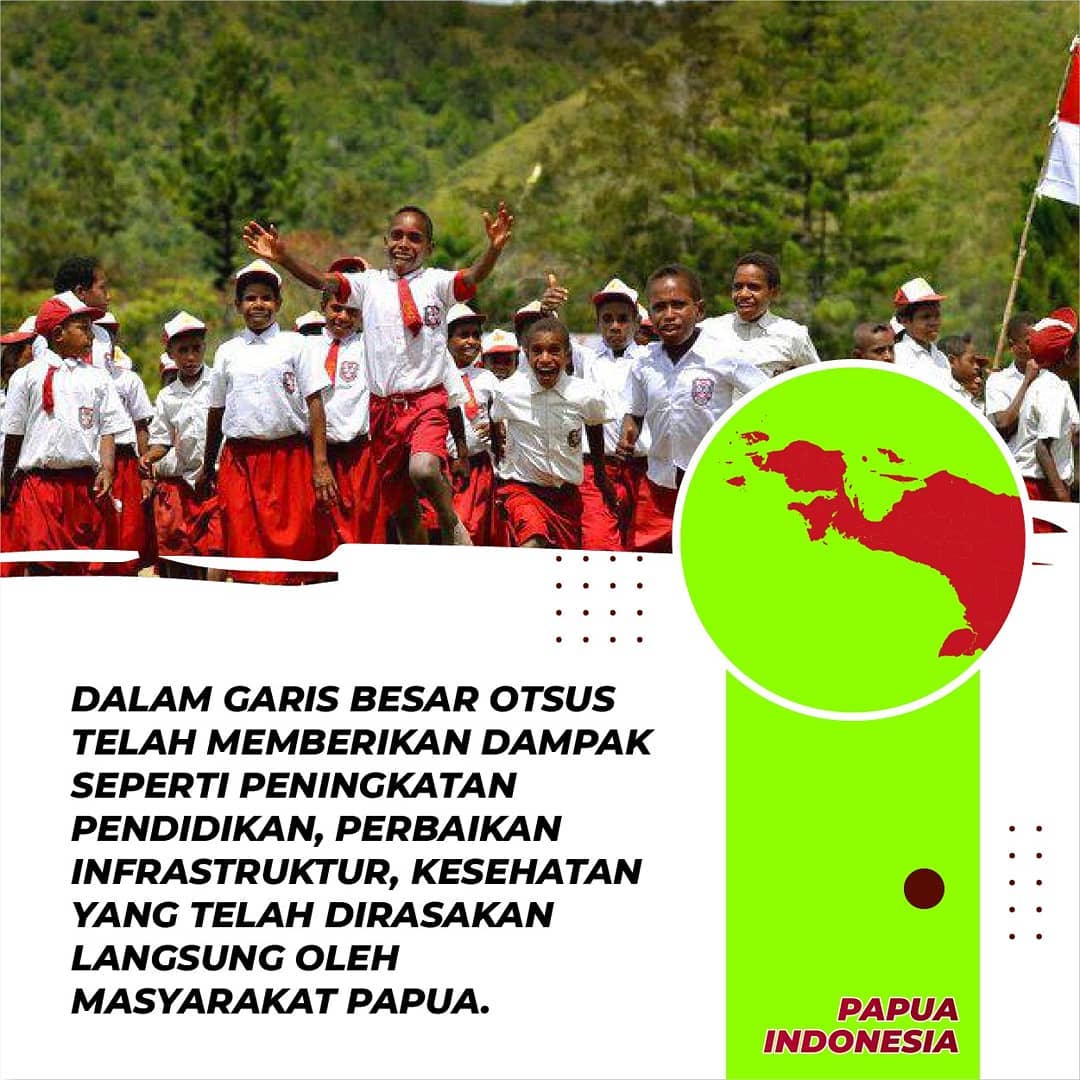 DALAM GARIS BESAR OTSUS
TELAH MEMBERIKAN DAMPAK
SEPERTI PENINGKATAN
PENDIDIKAN, PERBAIKAN
INFRASTRUKTUR, KESEHATAN
YANG TELAH DIRASAKAN
LANGSUNG OLEH
MASYARAKAT PAPUA.
PAPUA
INDONESIA